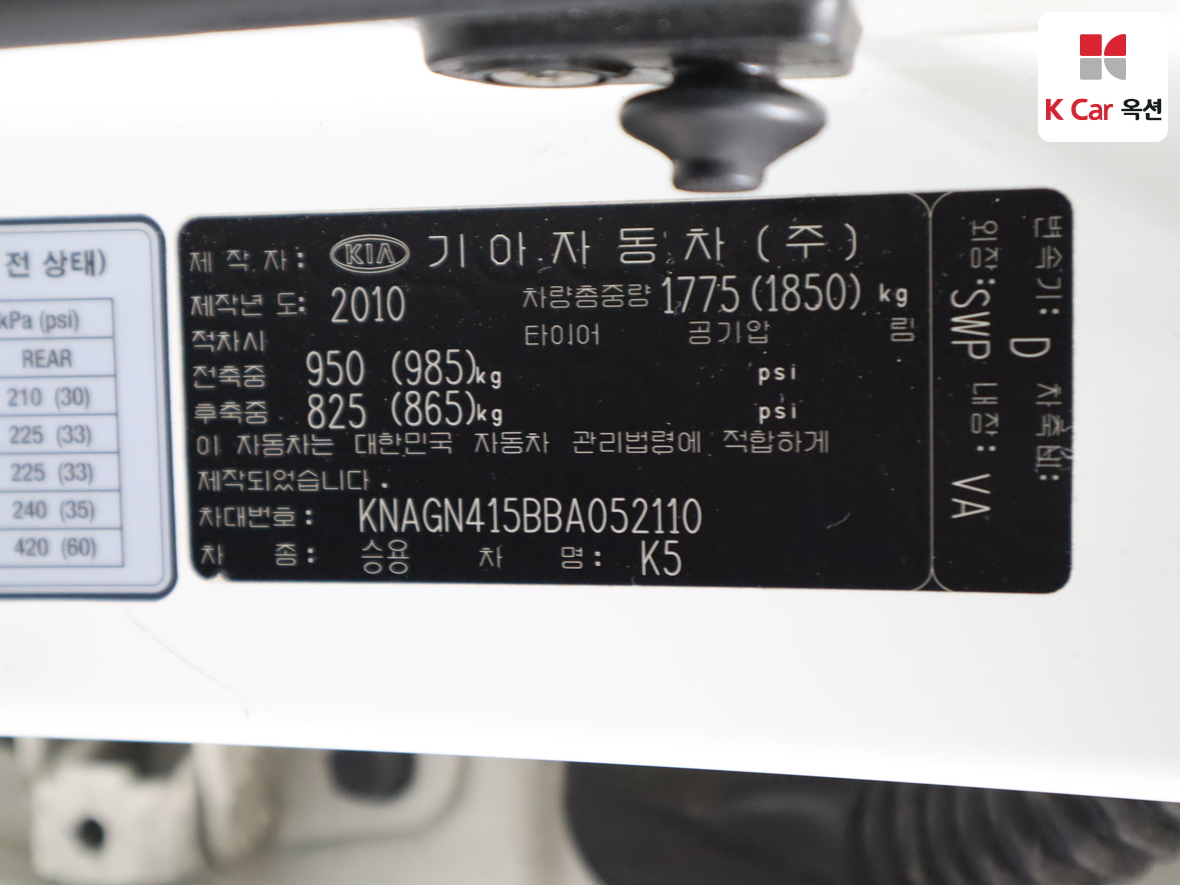 K Car 옥션
전 상태)
kPa (psi)
REAR
210 (30)
225 (33)
225 (33)
240 (35)
420 (60)
제 작 자 : KIA 기 아 자 동 차 ( 주 )
제작년 도: 2010 차량총중량 1775 (1850) kg
적차시 타이어 공기압 림
전축중 950 (985)kg psi
후축중 825 (865)kg psi
이 자동차는 대한민국 자동차 관리법령에 적합하게
제작되었습니다.
차대번호 : KNAGN415BBA052110
차 종 : 승용 차 명 : K5
변속기: D 차축비:
외장:SWP 내장: VA